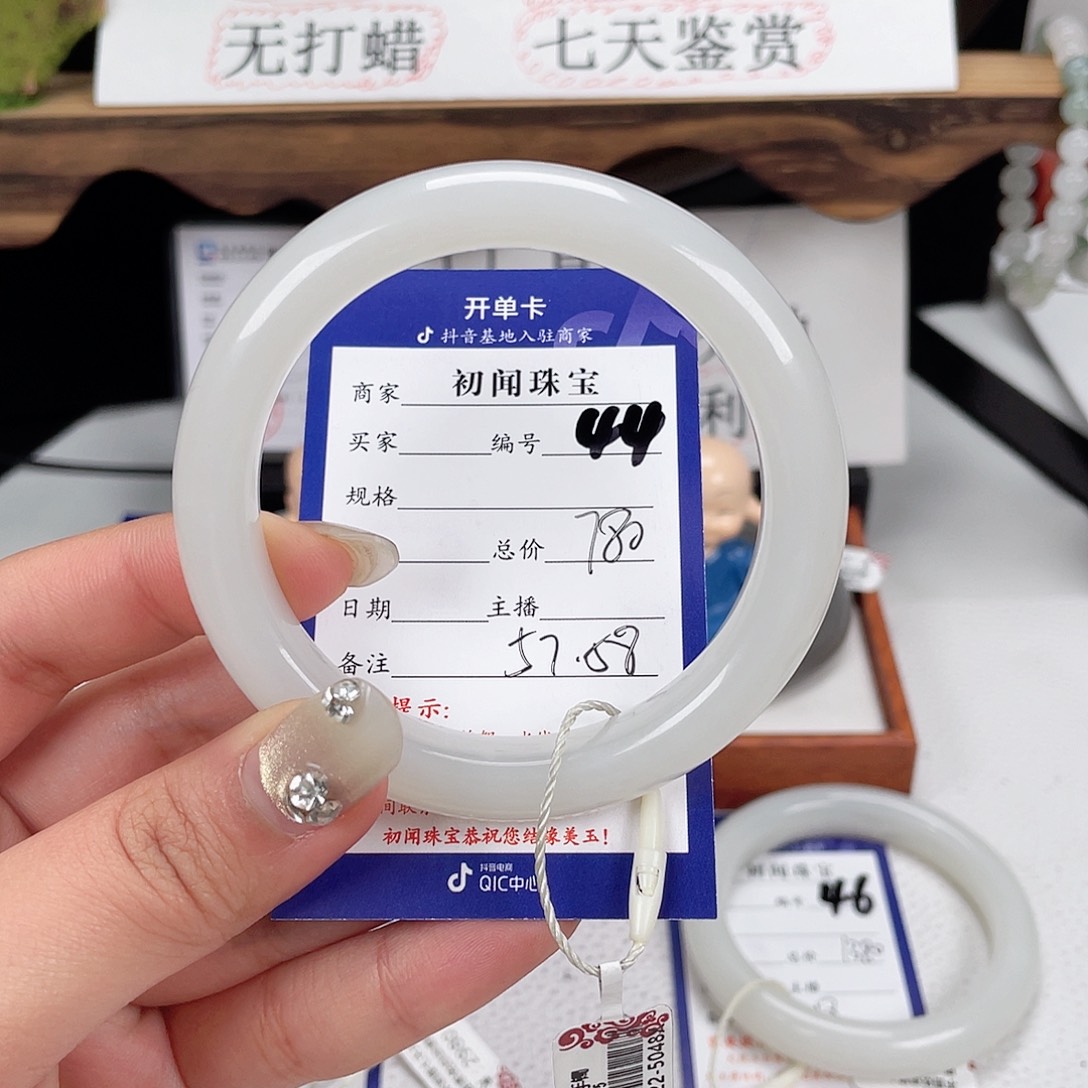 无打蜡 七天鉴赏
利
开单卡
抖音基地入驻商家
商家 初闻珠宝
买家 编号 44
规格
总价 780
日期 主播
备注 57.08
提示:
初闻珠宝恭祝您结缘美玉!
抖音电商
QIC中心
46